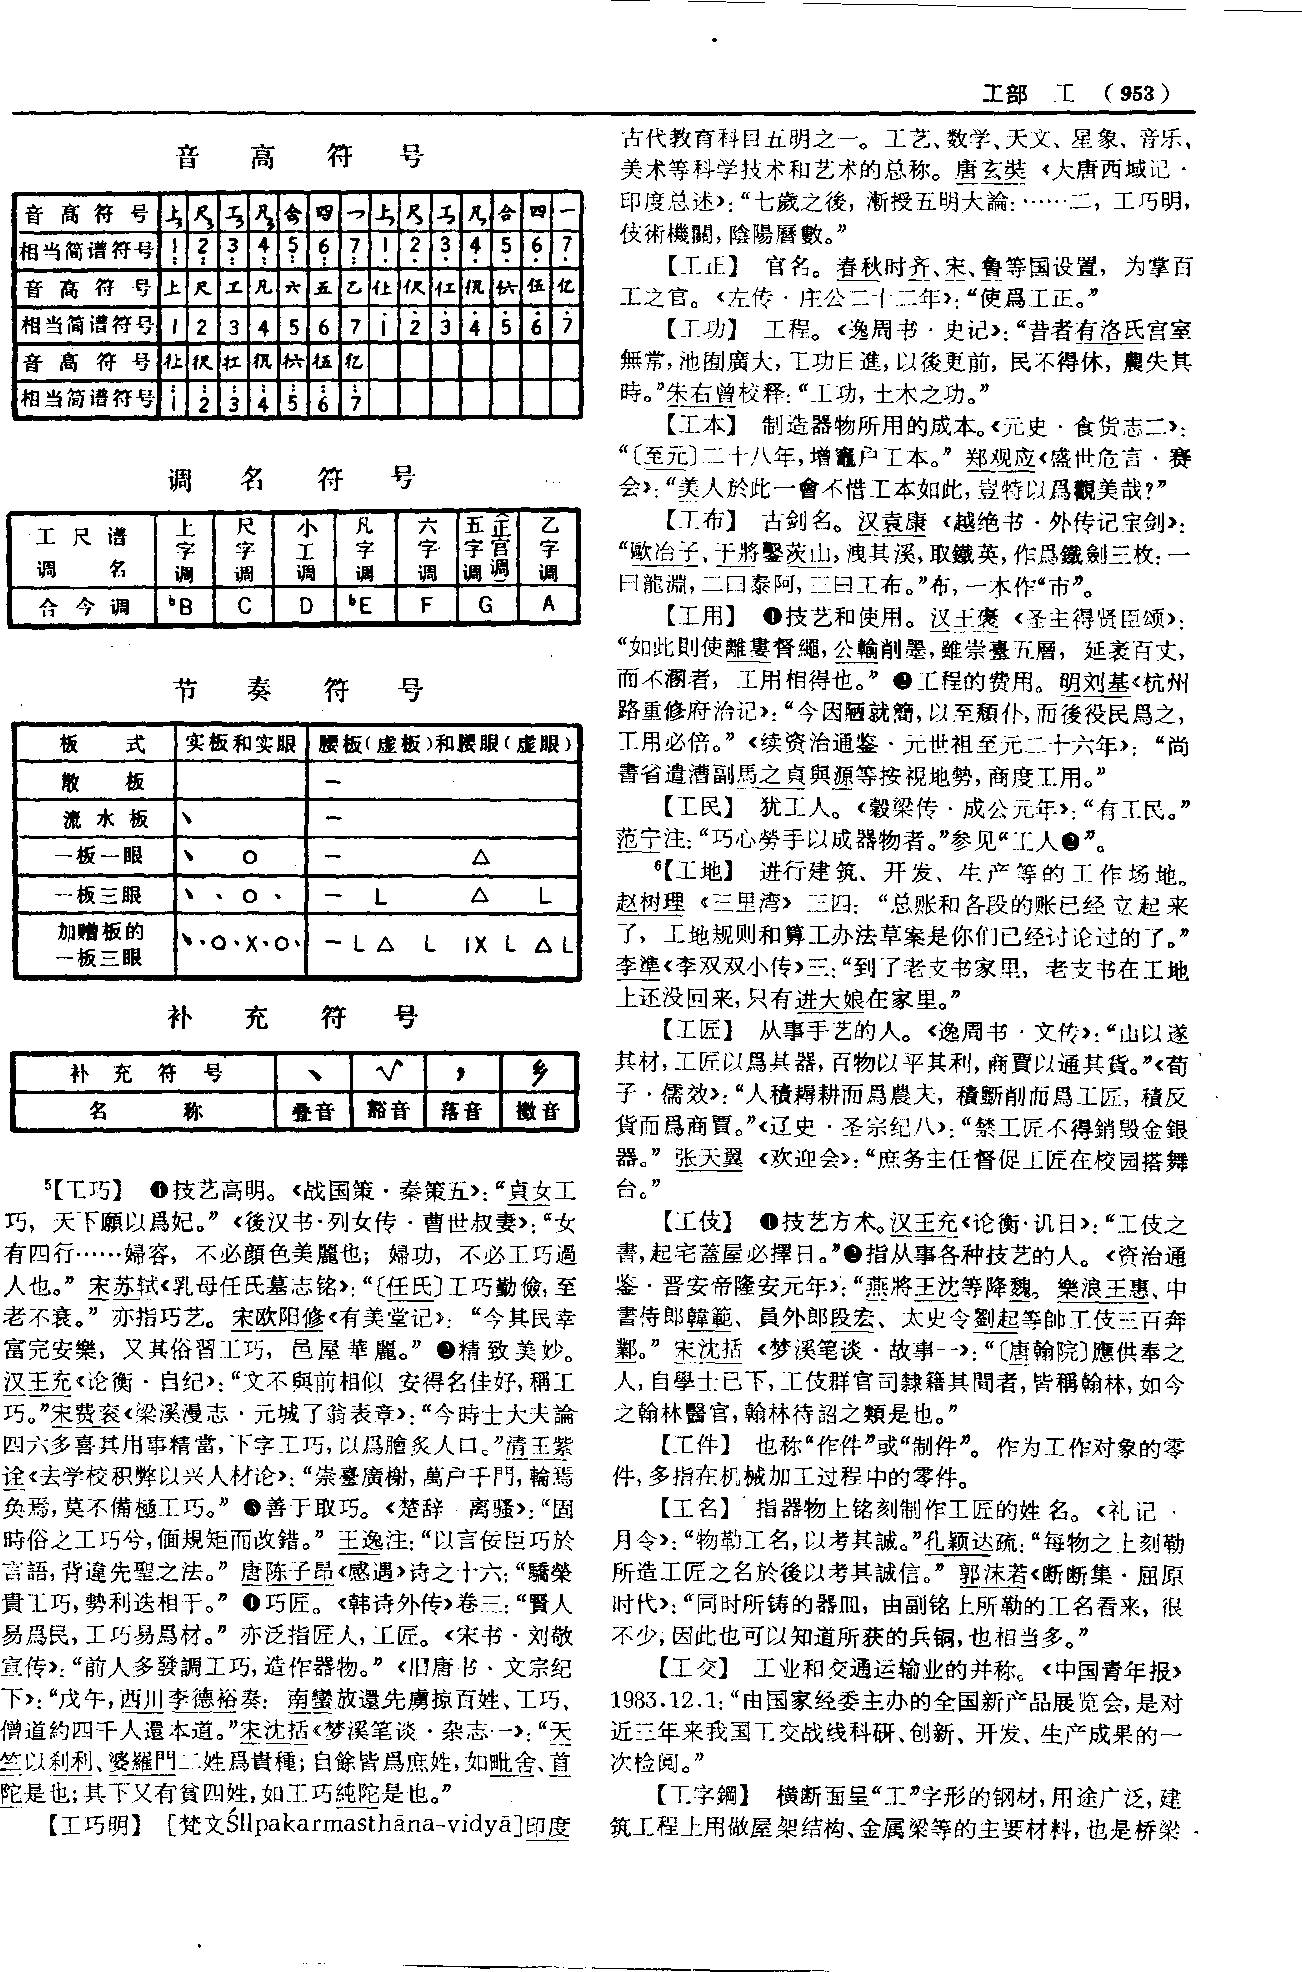 工部 工 (953)
音高符号
音高符号 上 尺 工 凡 合 四 一 上 尺 工 凡 合 四 一
相当简谱符号 1 2 3 4 5 6 7 1 2 3 4 5 6 7
音高符号 上 尺 工 凡 六 五 乙 仩 伬 仜 𠆩 𠆾 伍 亿
相当简谱符号 1 2 3 4 5 6 7 1 2 3 4 5 6 7
音高符号
相当简谱符号 1 2 3 4 5 6 7
调名符号
工尺谱调名 上字调 尺字调 小工调 凡字调 六字调 五字调(正宫调) 乙字调
合今调 ♭B C D ♭E F G A
节奏符号
板式 实板和实眼 腰板(虚板)和腰眼(虚眼)
散板 –
流水板 丶 –
一板一眼 丶 ○ – △
一板三眼 丶 、 ○ 、 – L △ L
加赠板的一板三眼 丶、○、X、○、 – L △ L IX L △ L
补充符号
补充符号 丶 √ ,
名称 叠音 豁音 落音 擞音
⁵【工巧】 ❶技艺高明。《战国策·秦策五》:“貞女工
巧,天下願以爲妃。”《後汉书·列女传·曹世叔妻》:“女
有四行……婦容,不必顏色美麗也;婦功,不必工巧過
人也。”宋苏轼《乳母任氏墓志铭》:“〔任氏〕工巧勤儉,至
老不衰。”亦指巧艺。宋欧阳修《有美堂记》:“今其民幸
富完安樂,又其俗習工巧,邑屋華麗。”❷精致美妙。
汉王充《论衡·自纪》:“文不與前相似 安得名佳好,稱工
巧。”宋费衮《梁溪漫志·元城了翁表章》:“今時士大夫論
四六多喜其用事精當,下字工巧,以爲膾炙人口。”清王紫
诠《去学校积弊以兴人材论》:“崇臺廣榭,萬户千門,輪焉
奂焉,莫不備極工巧。”❸善于取巧。《楚辞·离骚》:“固
時俗之工巧兮,偭規矩而改錯。”王逸注:“以言佞臣巧於
言語,背違先聖之法。”唐陈子昂《感遇》诗之十六:“驕榮
貴工巧,勢利迭相干。”❹巧匠。《韩诗外传》卷三:“賢人
易爲民,工巧易爲材。”亦泛指匠人,工匠。《宋书·刘敬
宣传》:“前人多發調工巧,造作器物。”《旧唐书·文宗纪
下》:“戊午,西川李德裕奏:南蠻放還先虜掠百姓、工巧、
僧道約四千人還本道。”宋沈括《梦溪笔谈·杂志一》:“天
竺以刹利、婆羅門二姓爲貴種;自餘皆爲庶姓,如毗舍、首
陀是也;其下又有貧四姓,如工巧純陀是也。”
【工巧明】 [梵文Śilpakarmasthāna-vidyā]印度
古代教育科目五明之一。工艺、数学、天文、星象、音乐、
美术等科学技术和艺术的总称。唐玄奘《大唐西域记·
印度总述》:“七歲之後,漸授五明大論:……二,工巧明,
伎術機關,陰陽曆數。”
【工正】 官名。春秋时齐、宋、鲁等国设置,为掌百
工之官。《左传·庄公二十二年》:“使爲工正。”
【工功】 工程。《逸周书·史记》:“昔者有洛氏宫室
無常,池囿廣大,工功日進,以後更前,民不得休,農失其
時。”朱右曾校释:“工功,土木之功。”
【工本】 制造器物所用的成本。《元史·食货志二》:
“〔至元〕二十八年,增竈户工本。”郑观应《盛世危言·赛
会》:“美人於此一會不惜工本如此,豈特以爲觀美哉?”
【工布】 古剑名。汉袁康《越绝书·外传记宝剑》:
“歐冶子、干將鑿茨山,洩其溪,取鐵英,作爲鐵劍三枚:一
曰龍淵,二曰泰阿,三曰工布。”布,一本作“市”。
【工用】 ❶技艺和使用。汉王褒《圣主得贤臣颂》:
“如此則使離婁督繩,公輸削墨,雖崇臺五層,延袤百丈,
而不溷者,工用相得也。”❷工程的费用。明刘基《杭州
路重修府治记》:“今因陋就簡,以至頹仆,而後役民爲之,
工用必倍。”《续资治通鉴·元世祖至元二十六年》:“尚
書省遣漕副馬之貞與源等按視地勢,商度工用。”
【工民】 犹工人。《穀梁传·成公元年》:“有工民。”
范宁注:“巧心勞手以成器物者。”参见“工人❷”。
⁶【工地】 进行建筑、开发、生产等的工作场地。
赵树理《三里湾》三四:“总账和各段的账已经立起来
了,工地规则和算工办法草案是你们已经讨论过的了。”
李準《李双双小传》三:“到了老支书家里,老支书在工地
上还没回来,只有进大娘在家里。”
【工匠】 从事手艺的人。《逸周书·文传》:“山以遂
其材,工匠以爲其器,百物以平其利,商賈以通其貨。”《荀
子·儒效》:“人積耨耕而爲農夫,積斲削而爲工匠,積反
貨而爲商賈。”《辽史·圣宗纪八》:“禁工匠不得銷毁金銀
器。”张天翼《欢迎会》:“庶务主任督促工匠在校园搭舞
台。”
【工伎】 ❶技艺方术。汉王充《论衡·讥日》:“工伎之
書,起宅蓋屋必擇日。”❷指从事各种技艺的人。《资治通
鉴·晋安帝隆安元年》:“燕將王沈等降魏。樂浪王惠、中
書侍郎韓範、員外郎段宏、太史令劉起等帥工伎三百奔
鄴。”宋沈括《梦溪笔谈·故事一》:“〔唐翰院〕應供奉之
人,自學士已下,工伎群官司隸籍其間者,皆稱翰林,如今
之翰林醫官,翰林待詔之類是也。”
【工件】 也称“作件”或“制件”。作为工作对象的零
件,多指在机械加工过程中的零件。
【工名】 指器物上铭刻制作工匠的姓名。《礼记·
月令》:“物勒工名,以考其誠。”孔颖达疏:“每物之上刻勒
所造工匠之名於後以考其誠信。”郭沫若《断断集·屈原
时代》:“同时所铸的器皿,由副铭上所勒的工名看来,很
不少,因此也可以知道所获的兵铜,也相当多。”
【工交】 工业和交通运输业的并称。《中国青年报》
1983.12.1:“由国家经委主办的全国新产品展览会,是对
近三年来我国工交战线科研、创新、开发、生产成果的一
次检阅。”
【工字鋼】 横断面呈“工”字形的钢材,用途广泛,建
筑工程上用做屋架结构、金属梁等的主要材料,也是桥梁